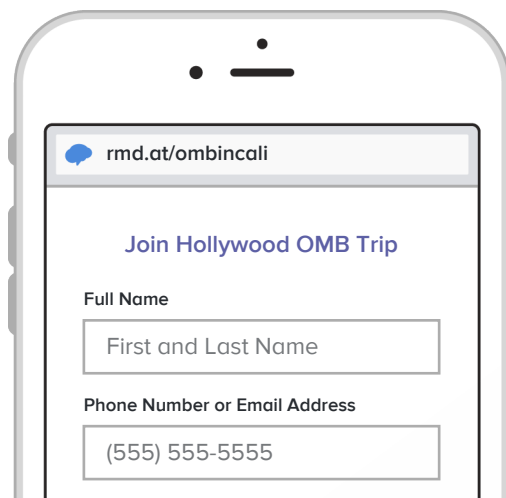 rmd.at/ombincali
Join Hollywood OMB Trip
Full Name
First and Last Name
Phone Number or Email Address
(555) 555-5555